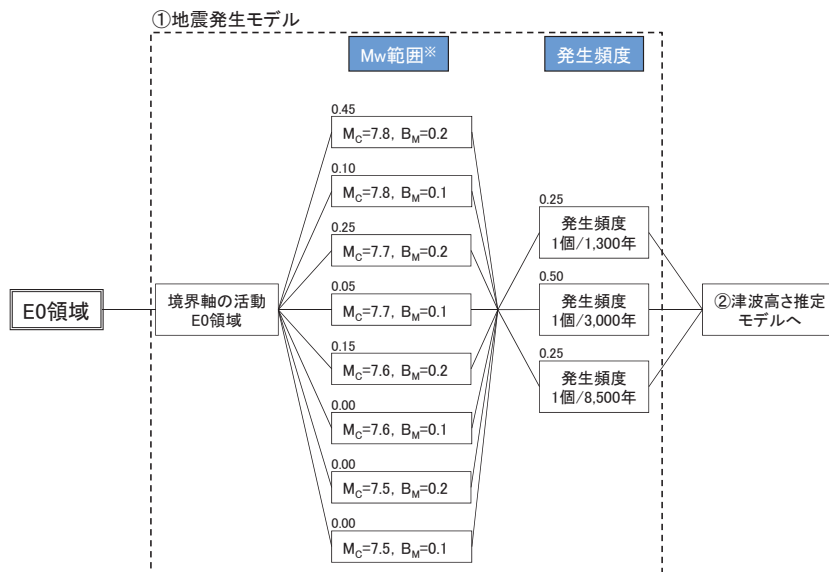 ①地震発生モデル
Mw範囲※
発生頻度
0.45
MC=7.8, BM=0.2
0.10
MC=7.8, BM=0.1
0.25
MC=7.7, BM=0.2
0.05
MC=7.7, BM=0.1
0.15
MC=7.6, BM=0.2
0.00
MC=7.6, BM=0.1
0.00
MC=7.5, BM=0.2
0.00
MC=7.5, BM=0.1
E0領域
境界軸の活動
E0領域
0.25
発生頻度
1個/1,300年
0.50
発生頻度
1個/3,000年
0.25
発生頻度
1個/8,500年
②津波高さ推定
モデルへ